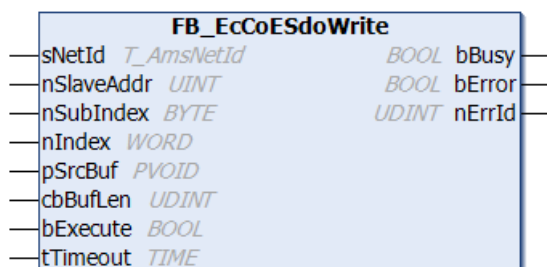 FB_EcCoESdoWrite
sNetId T_AmsNetId BOOL bBusy
nSlaveAddr UINT BOOL bError
nSubIndex BYTE UDINT nErrId
nIndex WORD
pSrcBuf PVOID
cbBufLen UDINT
bExecute BOOL
tTimeout TIME